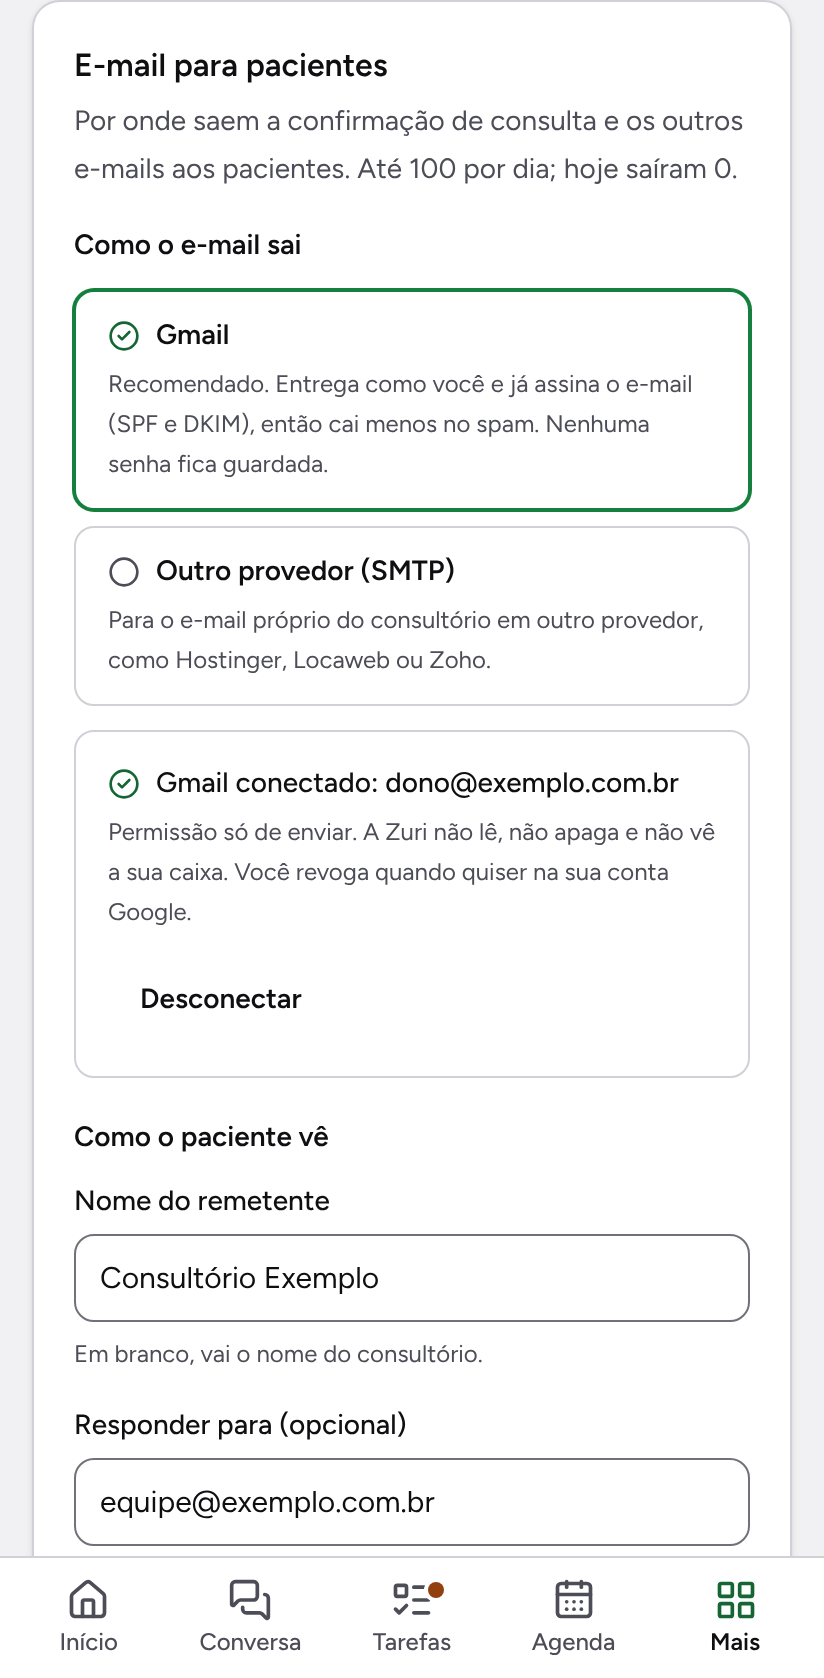 E-mail para pacientes
Por onde saem a confirmação de consulta e os outros
e-mails aos pacientes. Até 100 por dia; hoje saíram 0.
Como o e-mail sai
Gmail
Recomendado. Entrega como você e já assina o e-mail
(SPF e DKIM), então cai menos no spam. Nenhuma
senha fica guardada.
Outro provedor (SMTP)
Para o e-mail próprio do consultório em outro provedor,
como Hostinger, Locaweb ou Zoho.
Gmail conectado: dono@exemplo.com.br
Permissão só de enviar. A Zuri não lê, não apaga e não vê
a sua caixa. Você revoga quando quiser na sua conta
Google.
Desconectar
Como o paciente vê
Nome do remetente
Consultório Exemplo
Em branco, vai o nome do consultório.
Responder para (opcional)
equipe@exemplo.com.br
Início
Conversa
Tarefas
Agenda
Mais